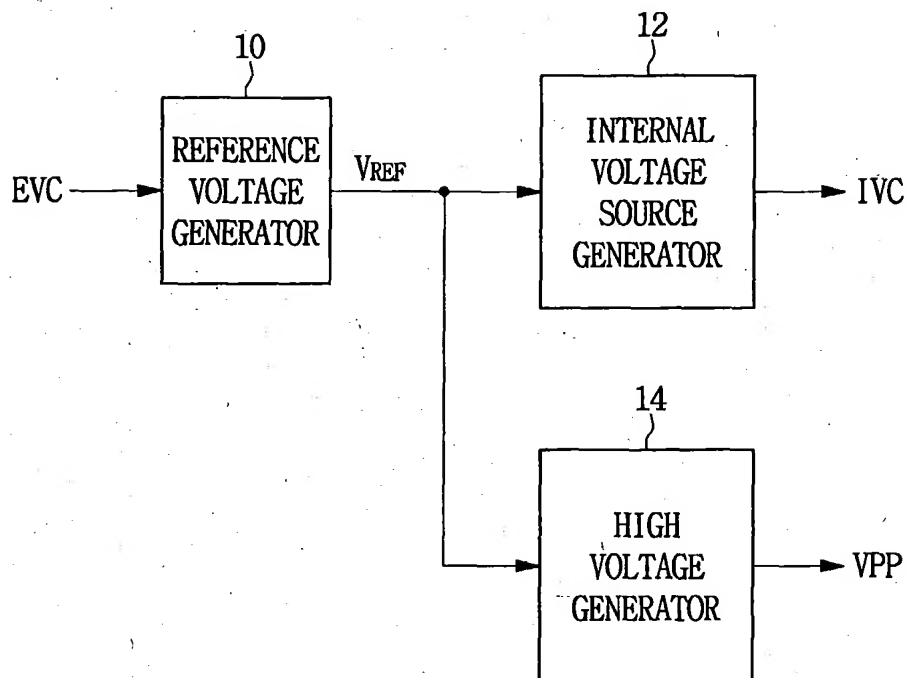 10
REFERENCE
VOLTAGE
GENERATOR
EVC
VREF
12
INTERNAL
VOLTAGE
SOURCE
GENERATOR
IVC
14
HIGH
VOLTAGE
GENERATOR
VPP